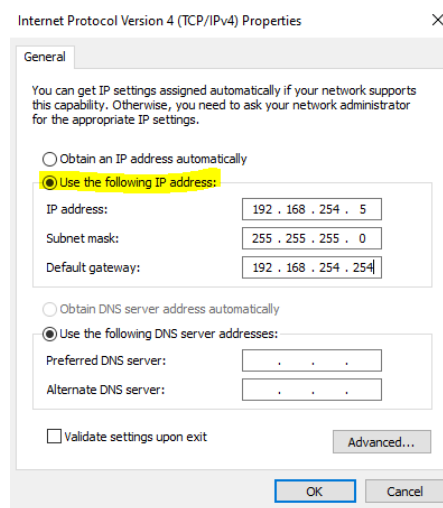 Internet Protocol Version 4 (TCP/IPv4) Properties
General
You can get IP settings assigned automatically if your network supports
this capability. Otherwise, you need to ask your network administrator
for the appropriate IP settings.
Obtain an IP address automatically
Use the following IP address:
IP address: 192 . 168 . 254 . 5
Subnet mask: 255 . 255 . 255 . 0
Default gateway: 192 . 168 . 254 . 254
Obtain DNS server address automatically
Use the following DNS server addresses:
Preferred DNS server: . . .
Alternate DNS server: . . .
Validate settings upon exit
Advanced...
OK Cancel